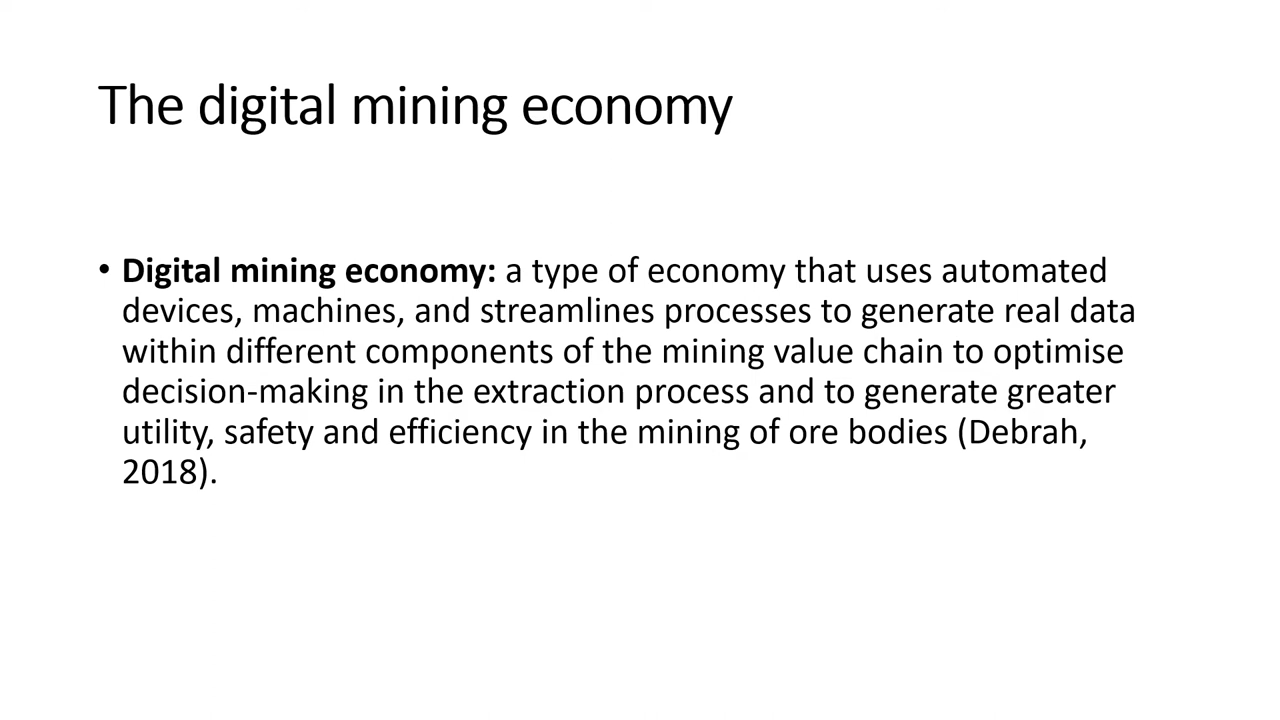 The digital mining economy
• Digital mining economy: a type of economy that uses automated
devices, machines, and streamlines processes to generate real data
within different components of the mining value chain to optimise
decision-making in the extraction process and to generate greater
utility, safety and efficiency in the mining of ore bodies (Debrah,
2018).